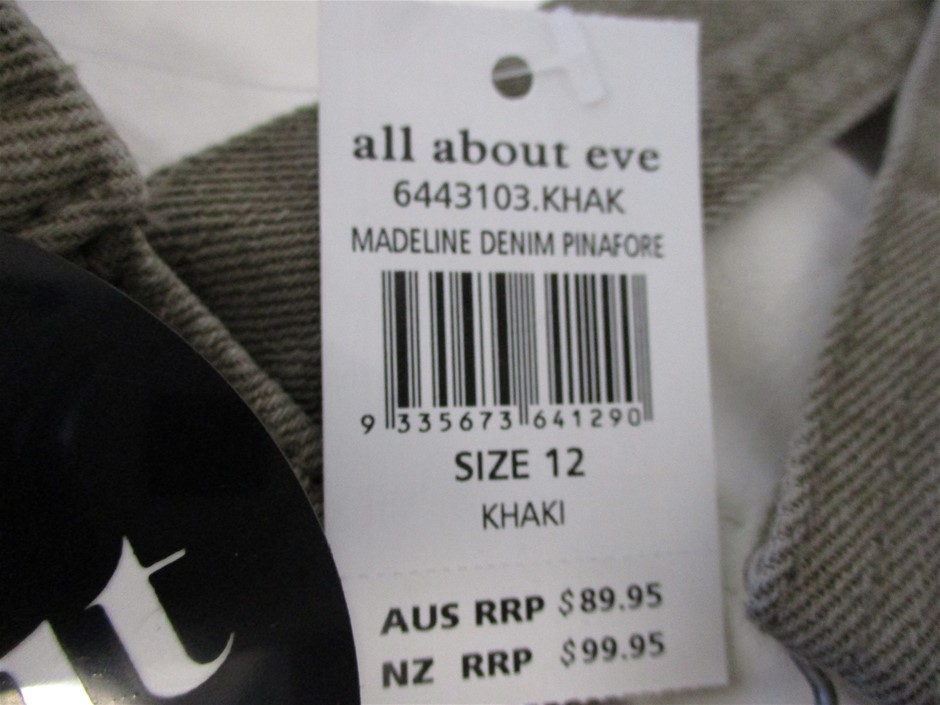 all about eve
6443103.KHAK
MADELINE DENIM PINAFORE
9 335673 641290
SIZE 12
KHAKI
AUS RRP $89.95
NZ RRP $99.95